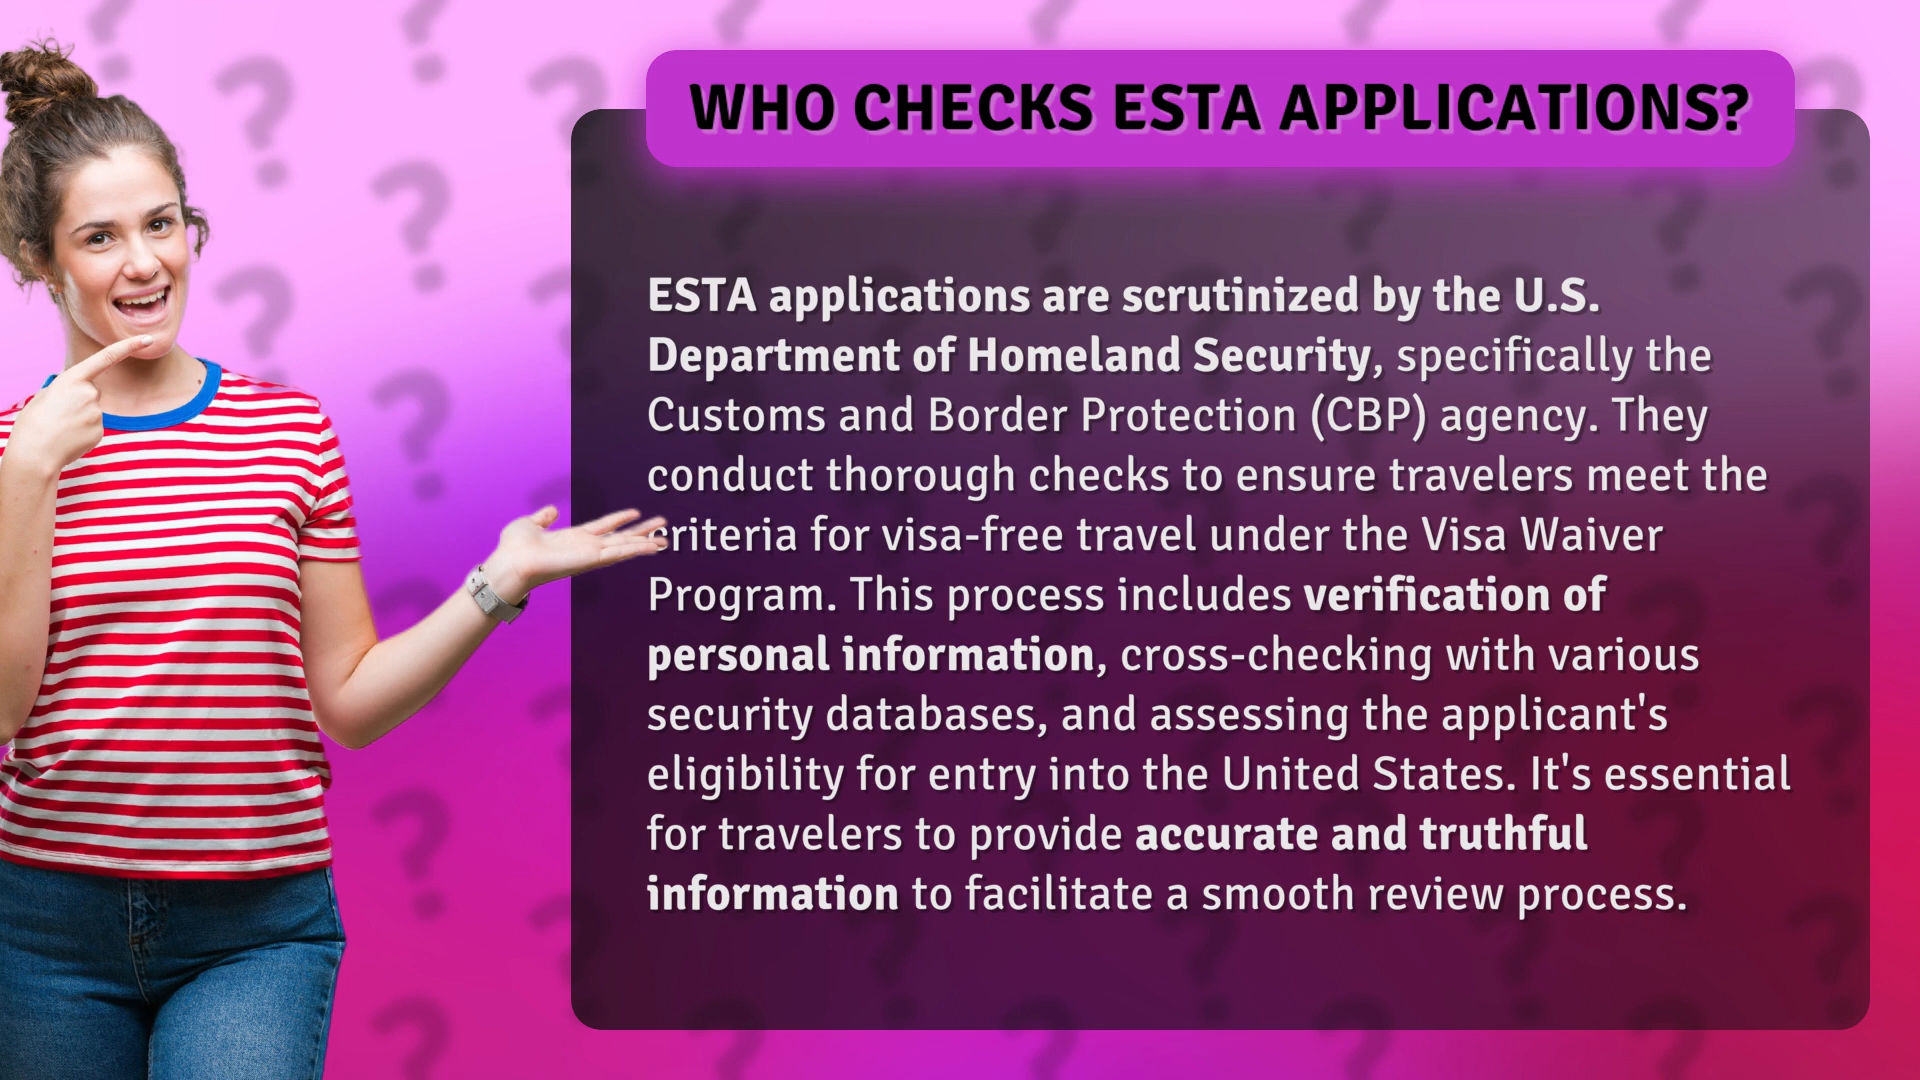 WHO CHECKS ESTA APPLICATIONS?
ESTA applications are scrutinized by the U.S.
Department of Homeland Security, specifically the
Customs and Border Protection (CBP) agency. They
conduct thorough checks to ensure travelers meet the
criteria for visa-free travel under the Visa Waiver
Program. This process includes verification of
personal information, cross-checking with various
security databases, and assessing the applicant's
eligibility for entry into the United States. It's essential
for travelers to provide accurate and truthful
information to facilitate a smooth review process.